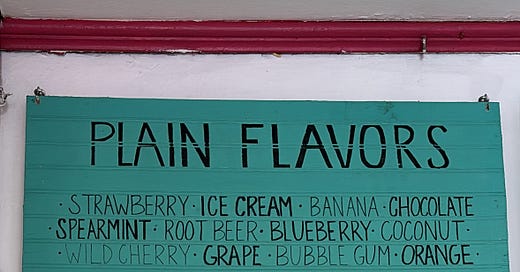 PLAIN FLAVORS
· STRAWBERRY · ICE CREAM · BANANA · CHOCOLATE
· SPEARMINT · ROOT BEER · BLUEBERRY · COCONUT ·
· WILD CHERRY · GRAPE · BUBBLE GUM · ORANGE ·